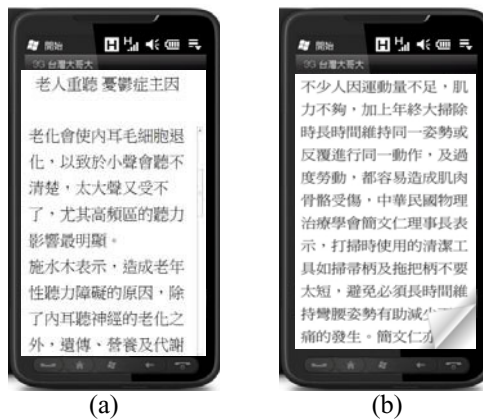 開始
3G 台灣大哥大
老人重聽 憂鬱症主因
老化會使內耳毛細胞退
化,以致於小聲會聽不
清楚,太大聲又受不
了,尤其高頻區的聽力
影響最明顯。
施水木表示,造成老年
性聽力障礙的原因,除
了內耳聽神經的老化之
外,遺傳、營養及代謝
(a)
開始
3G 台灣大哥大
不少人因運動量不足,肌
力不夠,加上年終大掃除
時長時間維持同一姿勢或
反覆進行同一動作,及過
度勞動,都容易造成肌肉
骨骼受傷,中華民國物理
治療學會簡文仁理事長表
示,打掃時使用的清潔工
具如掃帚柄及拖把柄不要
太短,避免必須長時間維
持彎腰姿勢有助減少
痛的發生。簡文仁亦
(b)